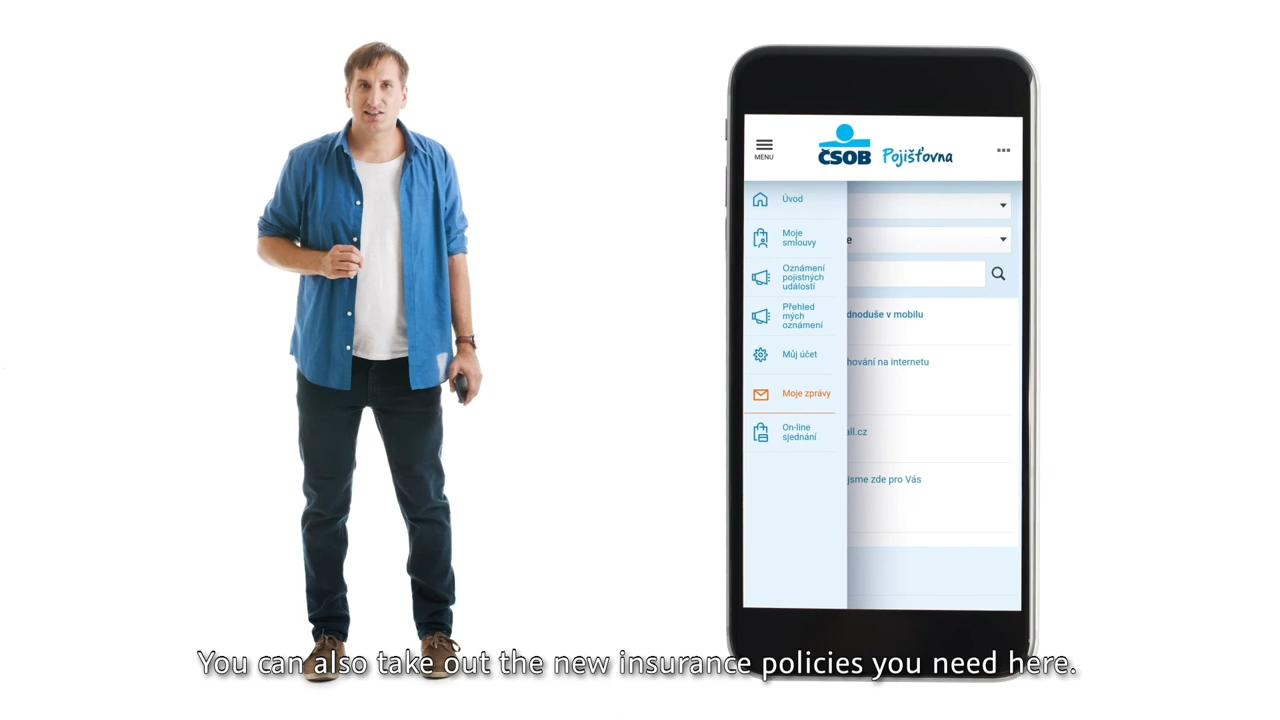 MENU
ČSOB Pojišťovna
Úvod
Moje
smlouvy
e
Oznámení
pojistných
událostí
Přehled
mých
oznámení
dnoduše v mobilu
Můj účet
hování na internetu
Moje zprávy
On-line
sjednání
all.cz
jsme zde pro Vás
You can also take out the new insurance policies you need here.